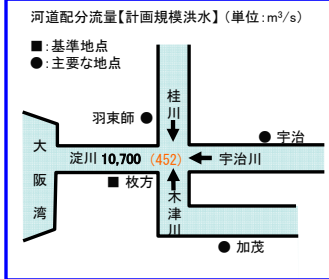 河道配分流量【計画規模洪水】(単位:m³/s)
■:基準地点
●:主要な地点
桂川
羽束師 ●
● 宇治
大阪湾
淀川 10,700 (452)
宇治川
■ 枚方
木津川
● 加茂